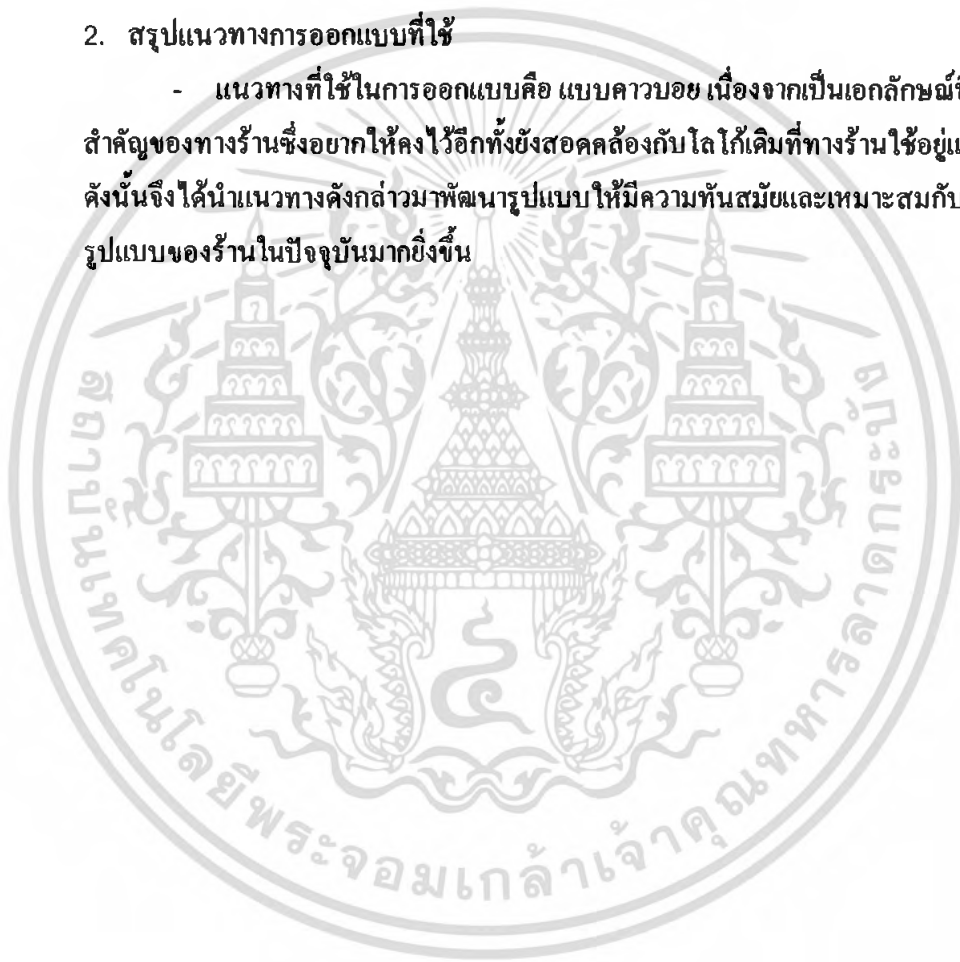 2. สรุปแนวทางการออกแบบที่ใช้
- แนวทางที่ใช้ในการออกแบบคือ แบบคาวบอย เนื่องจากเป็นเอกลักษณ์
สำคัญของทางร้านซึ่งอยากให้คงไว้อีกทั้งยังสอดคล้องกับโลโก้เดิมที่ทางร้านใช้อยู่
ดังนั้นจึงได้นำแนวทางดังกล่าวมาพัฒนารูปแบบให้มีความทันสมัยและเหมาะสมกับ
รูปแบบของร้านในปัจจุบันมากยิ่งขึ้น
สถาบันเทคโนโลยีพระจอมเกล้าเจ้าคุณทหารลาดกระบัง
๔